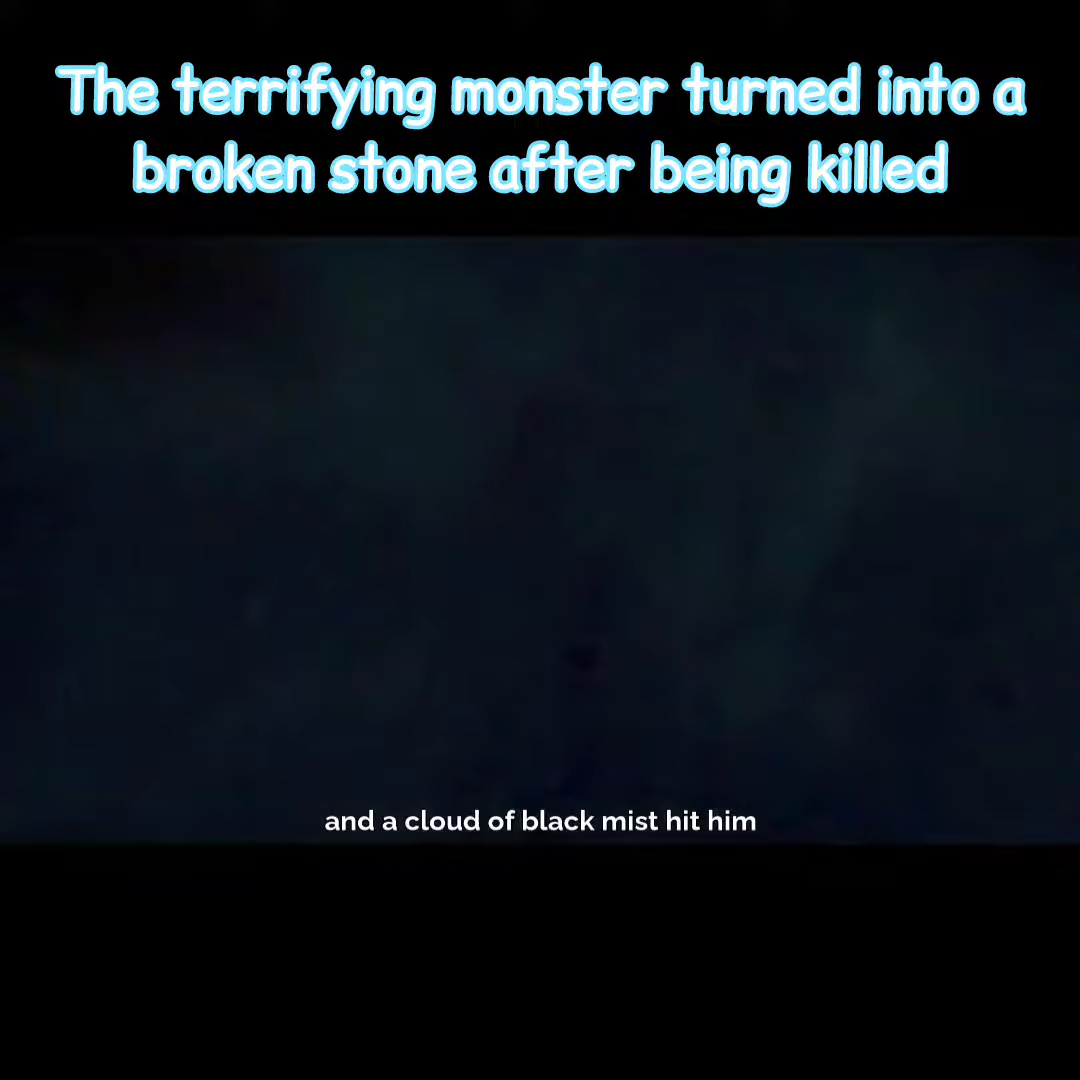 The terrifying monster turned into a
broken stone after being killed
and a cloud of black mist hit him